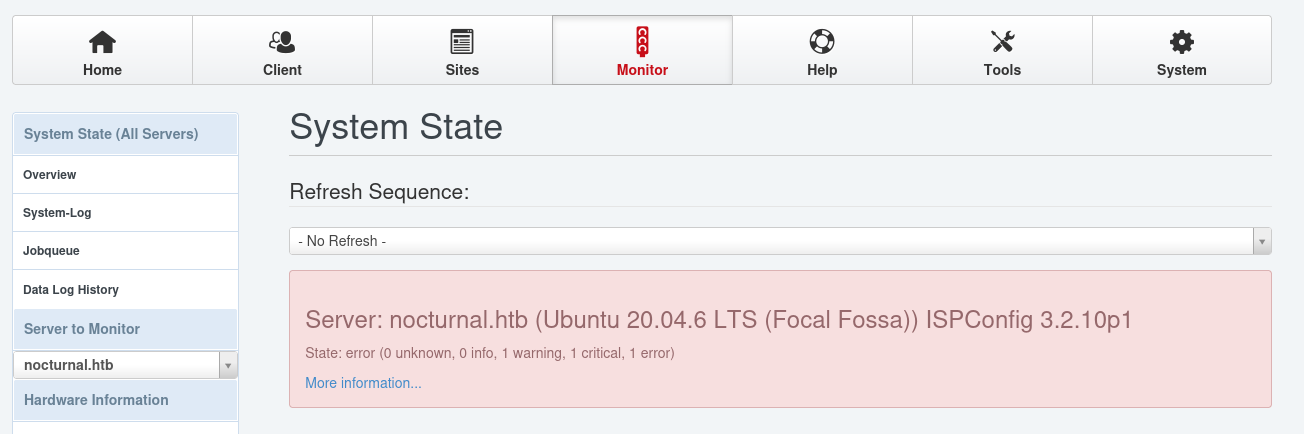 Home Client Sites Monitor Help Tools System
System State (All Servers)
Overview
System-Log
Jobqueue
Data Log History
Server to Monitor
nocturnal.htb
Hardware Information
System State
Refresh Sequence:
- No Refresh -
Server: nocturnal.htb (Ubuntu 20.04.6 LTS (Focal Fossa)) ISPConfig 3.2.10p1
State: error (0 unknown, 0 info, 1 warning, 1 critical, 1 error)
More information...